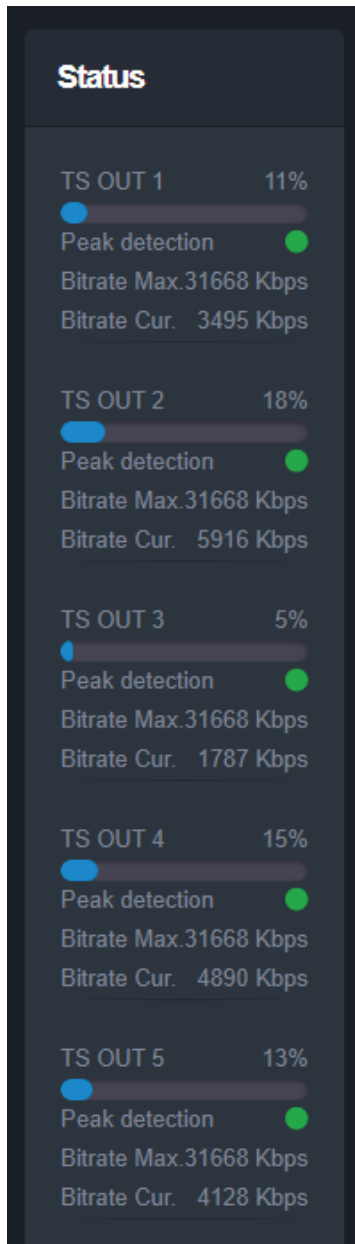 Status
TS OUT 1 11%
Peak detection
Bitrate Max.31668 Kbps
Bitrate Cur. 3495 Kbps
TS OUT 2 18%
Peak detection
Bitrate Max.31668 Kbps
Bitrate Cur. 5916 Kbps
TS OUT 3 5%
Peak detection
Bitrate Max.31668 Kbps
Bitrate Cur. 1787 Kbps
TS OUT 4 15%
Peak detection
Bitrate Max.31668 Kbps
Bitrate Cur. 4890 Kbps
TS OUT 5 13%
Peak detection
Bitrate Max.31668 Kbps
Bitrate Cur. 4128 Kbps